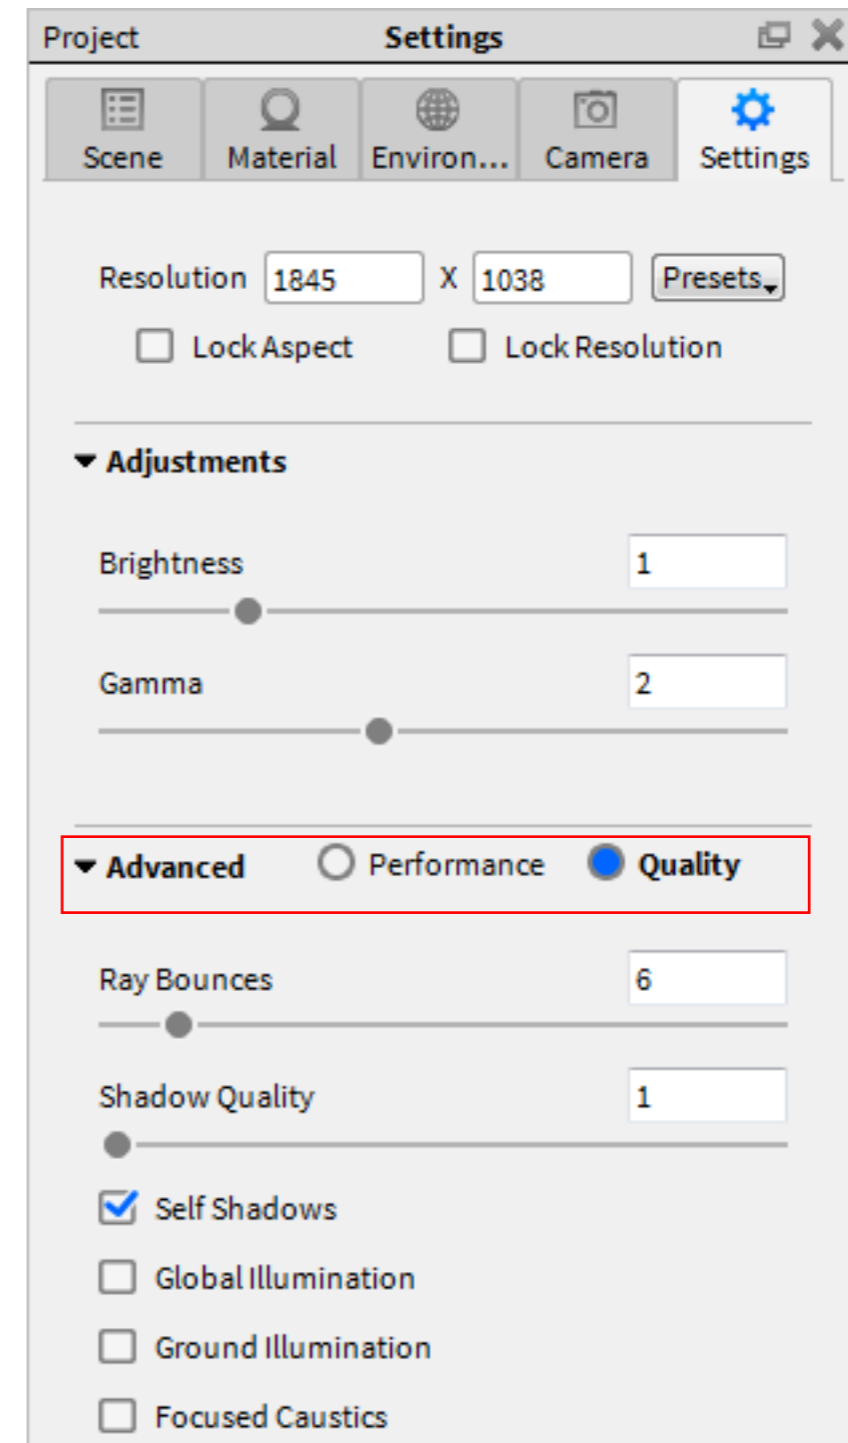 Project Settings
Scene Material Environ... Camera Settings
Resolution 1845 X 1038 Presets
Lock Aspect Lock Resolution
Adjustments
Brightness 1
Gamma 2
Advanced Performance Quality
Ray Bounces 6
Shadow Quality 1
Self Shadows
Global Illumination
Ground Illumination
Focused Caustics